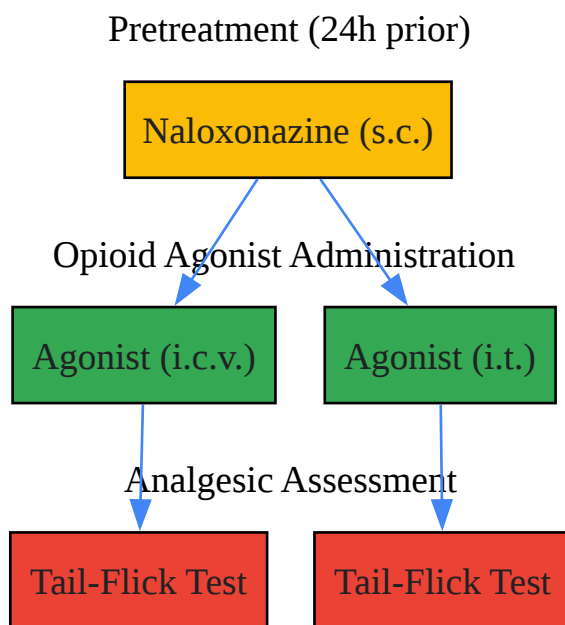 Pretreatment (24h prior)
Naloxonazine (s.c.)
Opioid Agonist Administration
Agonist (i.c.v.)
Agonist (i.t.)
Analgesic Assessment
Tail-Flick Test
Tail-Flick Test